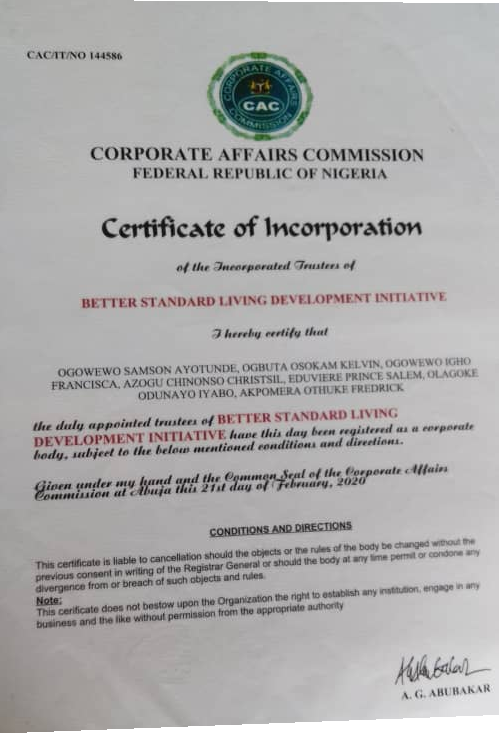 CAC/IT/NO 144586
CORPORATE AFFAIRS COMMISSION
CAC
CORPORATE AFFAIRS COMMISSION
FEDERAL REPUBLIC OF NIGERIA
Certificate of Incorporation
of the Incorporated Trustees of
BETTER STANDARD LIVING DEVELOPMENT INITIATIVE
I hereby certify that
OGOWEWO SAMSON AYOTUNDE, OGBUTA OSOKAM KELVIN, OGOWEWO IGHO
FRANCISCA, AZOGU CHINONSO CHRISTSIL, EDUVIERE PRINCE SALEM, OLAGOKE
ODUNAYO IYABO, AKPOMERA OTHUKE FREDRICK
the duly appointed trustees of BETTER STANDARD LIVING
DEVELOPMENT INITIATIVE have this day been registered as a corporate
body, subject to the below mentioned conditions and directions.
Given under my hand and the Common Seal of the Corporate Affairs
Commission at Abuja this 21st day of February, 2020
CONDITIONS AND DIRECTIONS
This certificate is liable to cancellation should the objects or the rules of the body be changed without the
previous consent in writing of the Registrar General or should the body at any time permit or condone any
divergence from or breach of such objects and rules.
Note:
This cerificate does not bestow upon the Organization the right to establish any institution, engage in any
business and the like without permission from the appropriate authority
A. G. ABUBAKAR